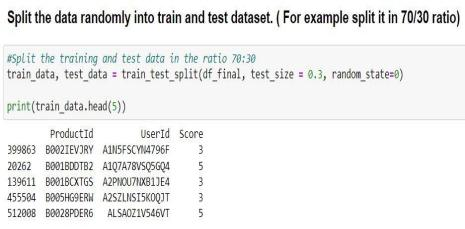 Split the data randomly into train and test dataset. ( For example split it in 70/30 ratio)
#Split the training and test data in the ratio 70:30
train_data, test_data = train_test_split(df_final, test_size = 0.3, random_state=0)
print(train_data.head(5))
ProductId UserId Score
399863 B002IEVJRY A1N5FSCYN4796F 3
20262 B001BDDTB2 A1Q7A78VSQ5GQ4 5
139611 B001BCXTGS A2PNOU7NXB1JE4 3
455504 B005HG9ERW A2SZLNSI5KOQJT 3
512008 B0028PDER6 ALSAOZ1V546VT 5